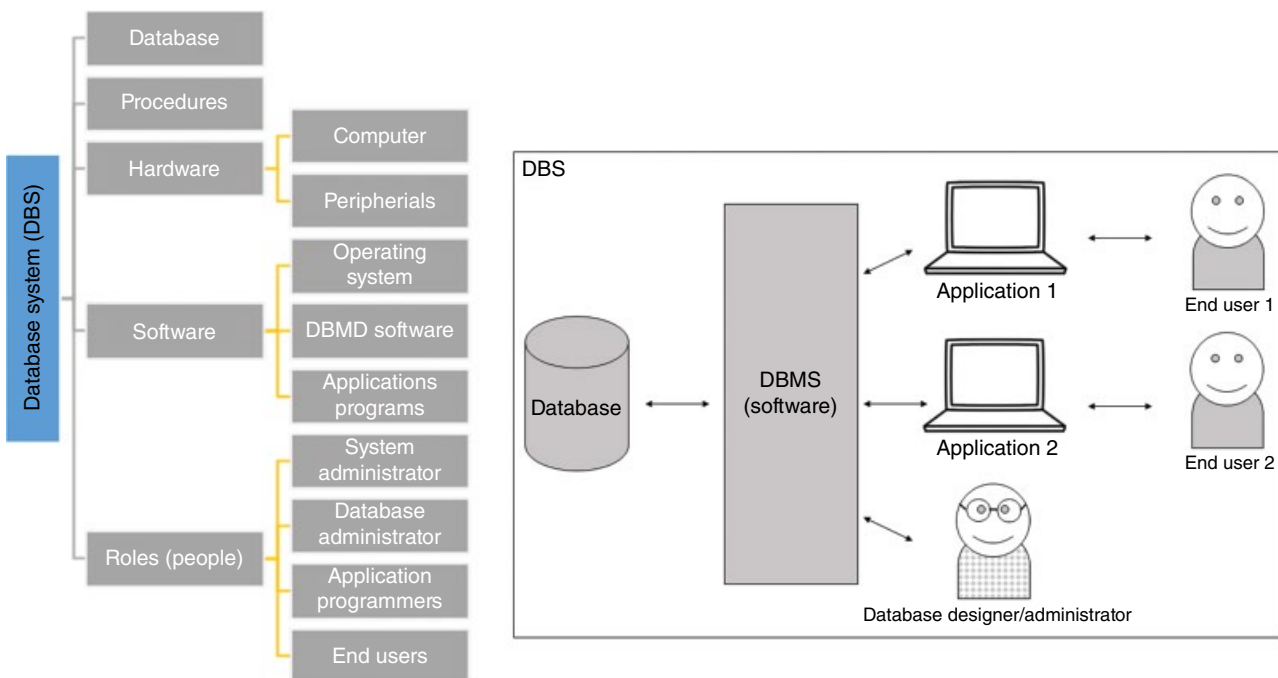 Database system (DBS)
Database
Procedures
Hardware
Computer
Peripherials
Software
Operating
system
DBMD software
Applications
programs
Roles (people)
System
administrator
Database
administrator
Application
programmers
End users
DBS
Database
DBMS
(software)
Application 1
End user 1
Application 2
End user 2
Database designer/administrator